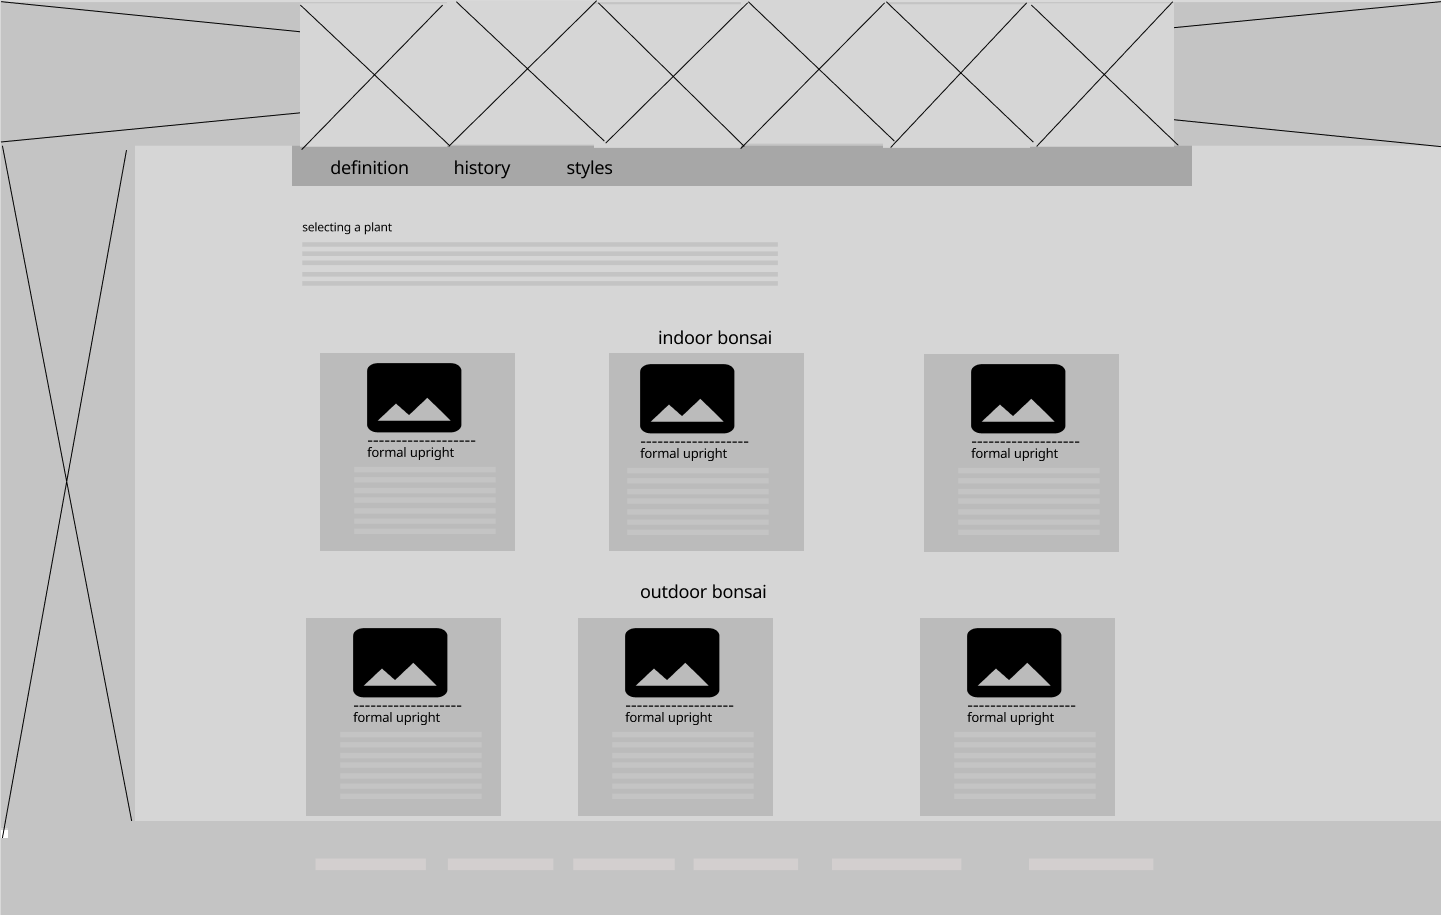 definition history styles
selecting a plant
indoor bonsai
formal upright formal upright formal upright
outdoor bonsai
formal upright formal upright formal upright